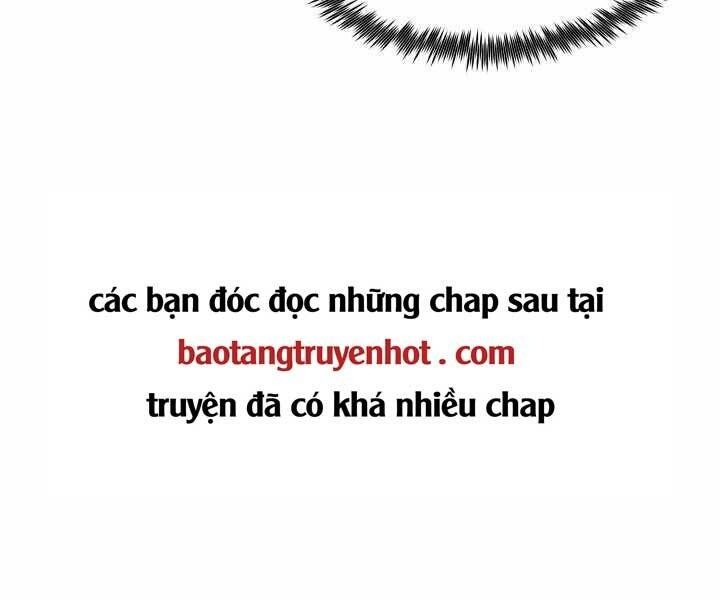 các bạn đóc đọc những chap sau tại
baotangtruyenhot . com
truyện đã có khá nhiều chap